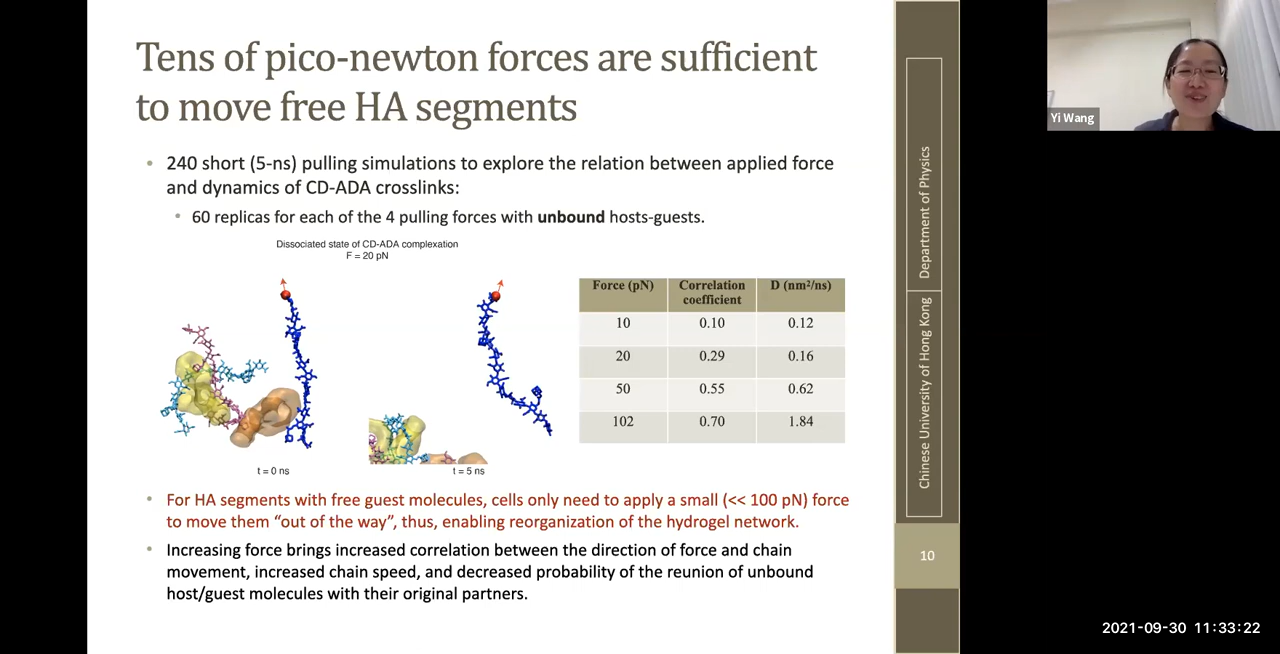 Tens of pico-newton forces are sufficient
to move free HA segments
• 240 short (5-ns) pulling simulations to explore the relation between applied force
and dynamics of CD-ADA crosslinks:
• 60 replicas for each of the 4 pulling forces with unbound hosts-guests.
Dissociated state of CD-ADA complexation
F = 20 pN
t = 0 ns
t = 5 ns
Force (pN) Correlation coefficient D (nm²/ns)
10 0.10 0.12
20 0.29 0.16
50 0.55 0.62
102 0.70 1.84
• For HA segments with free guest molecules, cells only need to apply a small (<< 100 pN) force
to move them “out of the way”, thus, enabling reorganization of the hydrogel network.
• Increasing force brings increased correlation between the direction of force and chain
movement, increased chain speed, and decreased probability of the reunion of unbound
host/guest molecules with their original partners.
Department of Physics
Chinese University of Hong Kong
10
Yi Wang
2021-09-30 11:33:22